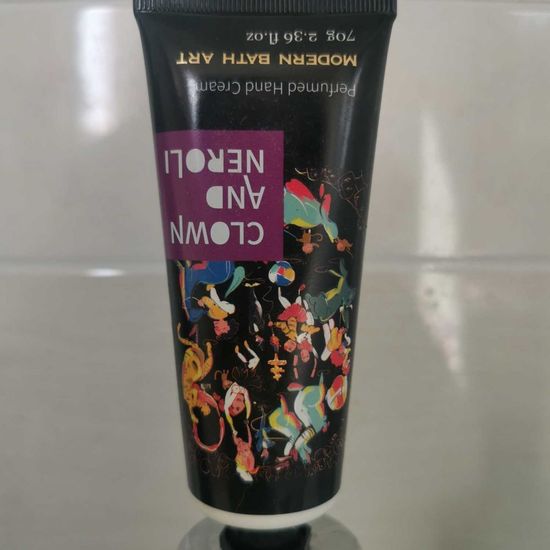 CLOWN
AND
NEROLI
Perfumed Hand Cream
MODERN BATH ART
70g 2.36 fl.oz